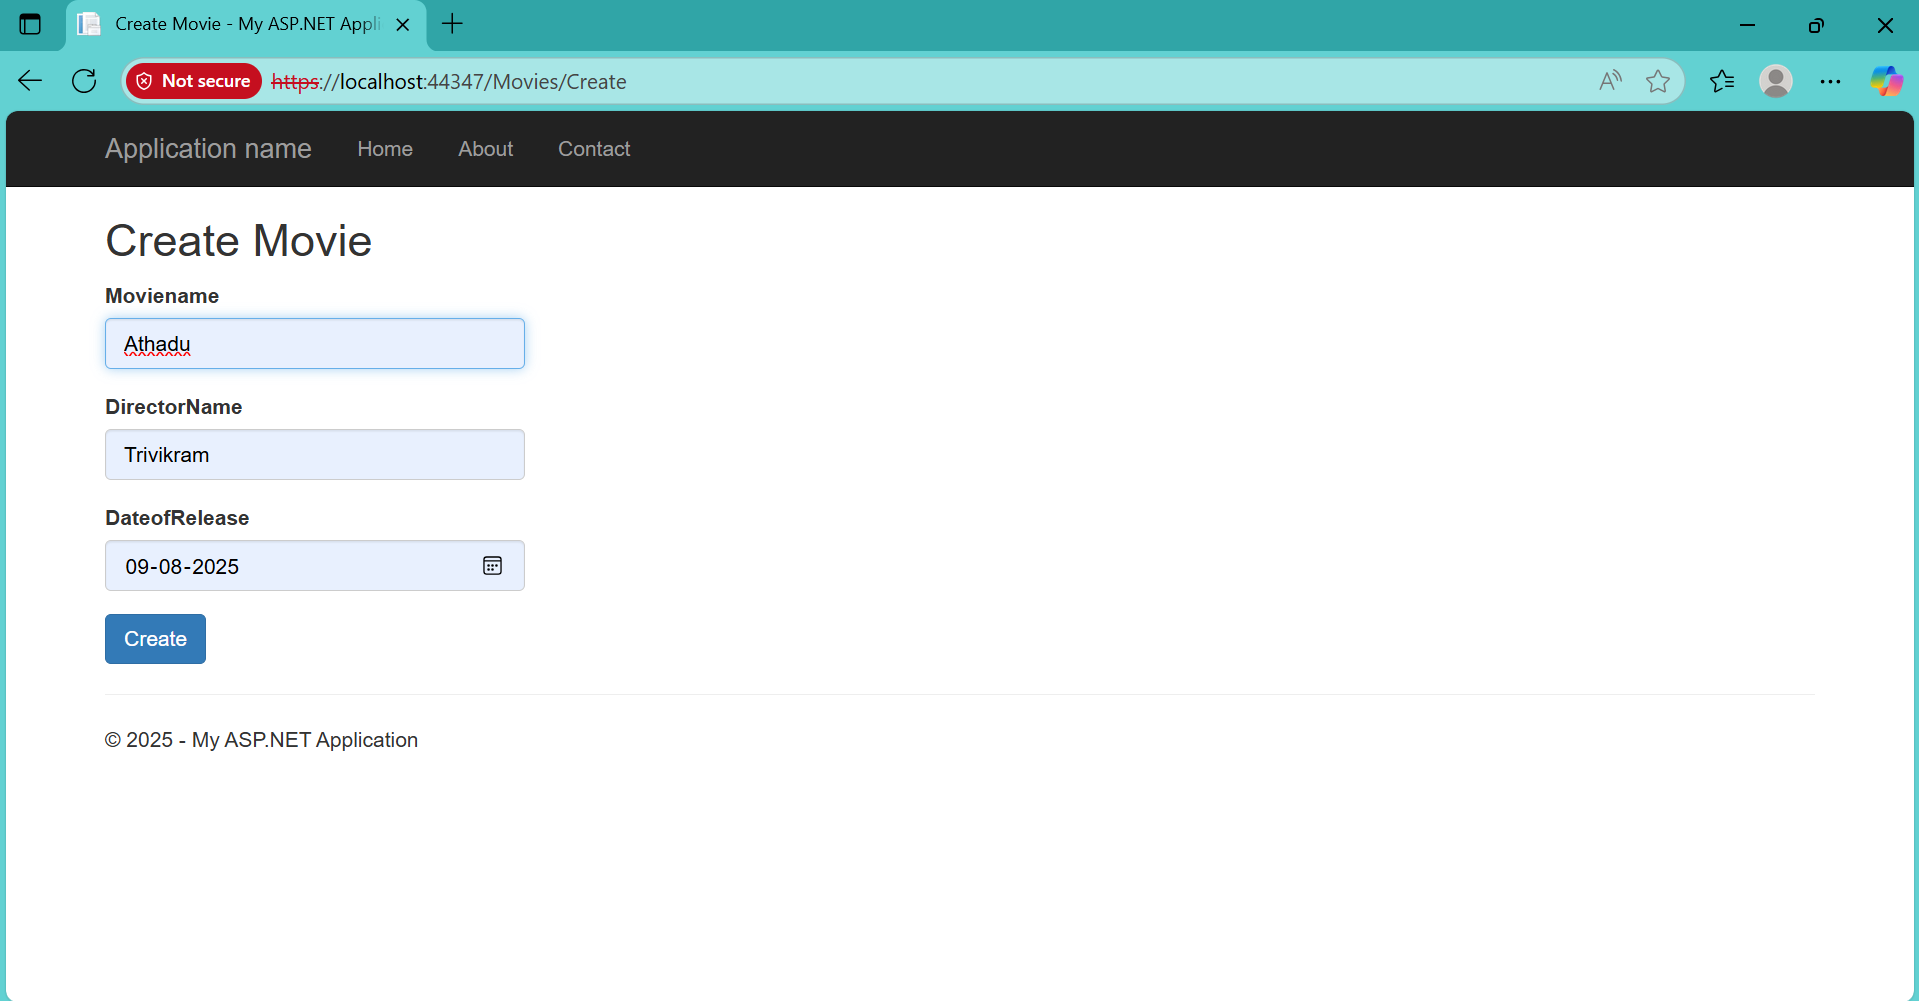 Create Movie - My ASP.NET Appli
Not secure https://localhost:44347/Movies/Create
Application name Home About Contact
Create Movie
Moviename
Athadu
DirectorName
Trivikram
DateofRelease
09-08-2025
Create
© 2025 - My ASP.NET Application